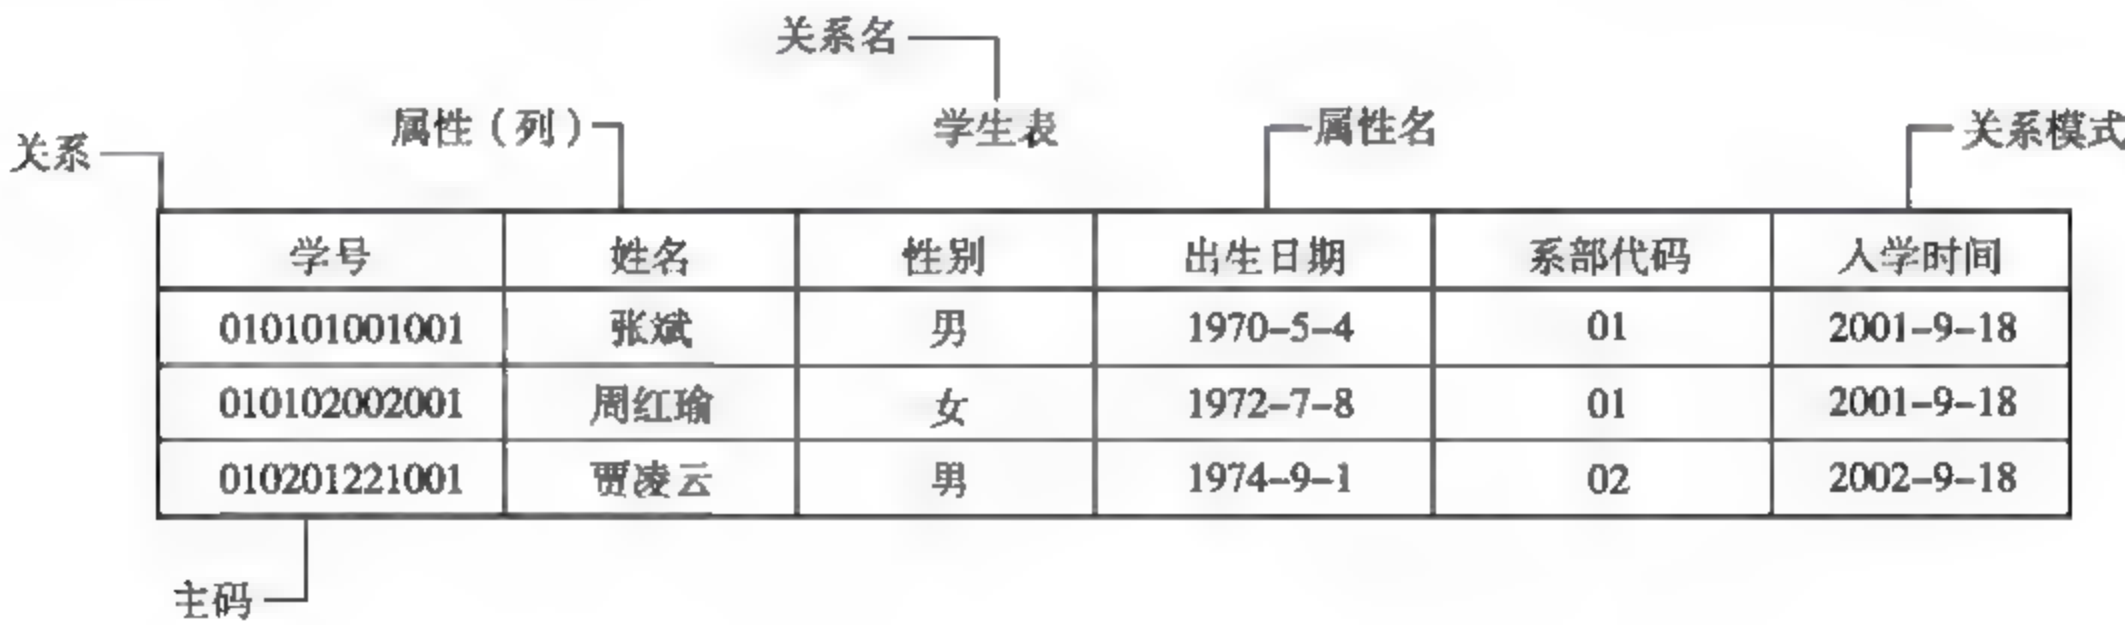 关系名
属性（列） 学生表 属性名 关系模式
关系
学号 姓名 性别 出生日期 系部代码 入学时间
010101001001 张斌 男 1970-5-4 01 2001-9-18
010102002001 周红瑜 女 1972-7-8 01 2001-9-18
010201221001 贾凌云 男 1974-9-1 02 2002-9-18
主码